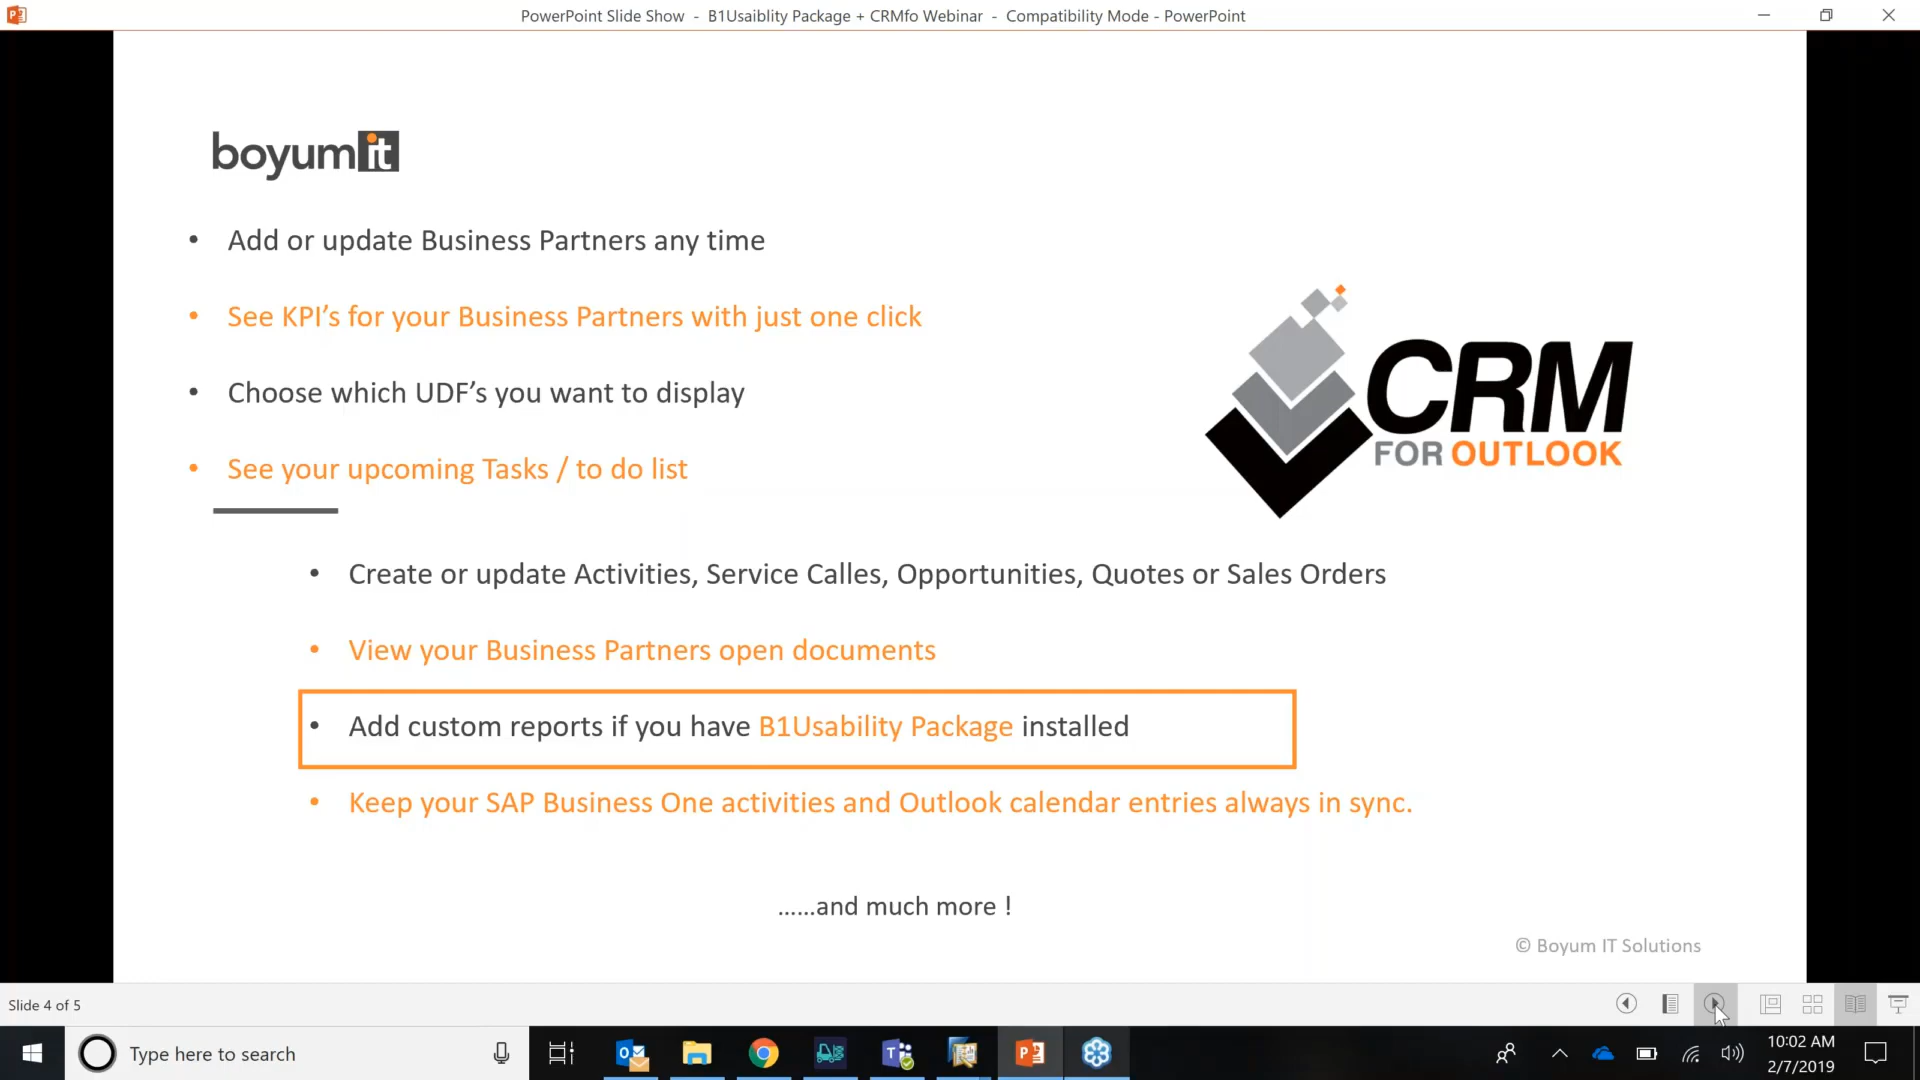 PowerPoint Slide Show - B1Usaiblity Package + CRMfo Webinar - Compatibility Mode - PowerPoint
boyumit
• Add or update Business Partners any time
• See KPI’s for your Business Partners with just one click
• Choose which UDF’s you want to display
• See your upcoming Tasks / to do list
CRM
FOR OUTLOOK
• Create or update Activities, Service Calles, Opportunities, Quotes or Sales Orders
• View your Business Partners open documents
• Add custom reports if you have B1Usability Package installed
• Keep your SAP Business One activities and Outlook calendar entries always in sync.
......and much more !
© Boyum IT Solutions
Slide 4 of 5
Type here to search
10:02 AM
2/7/2019